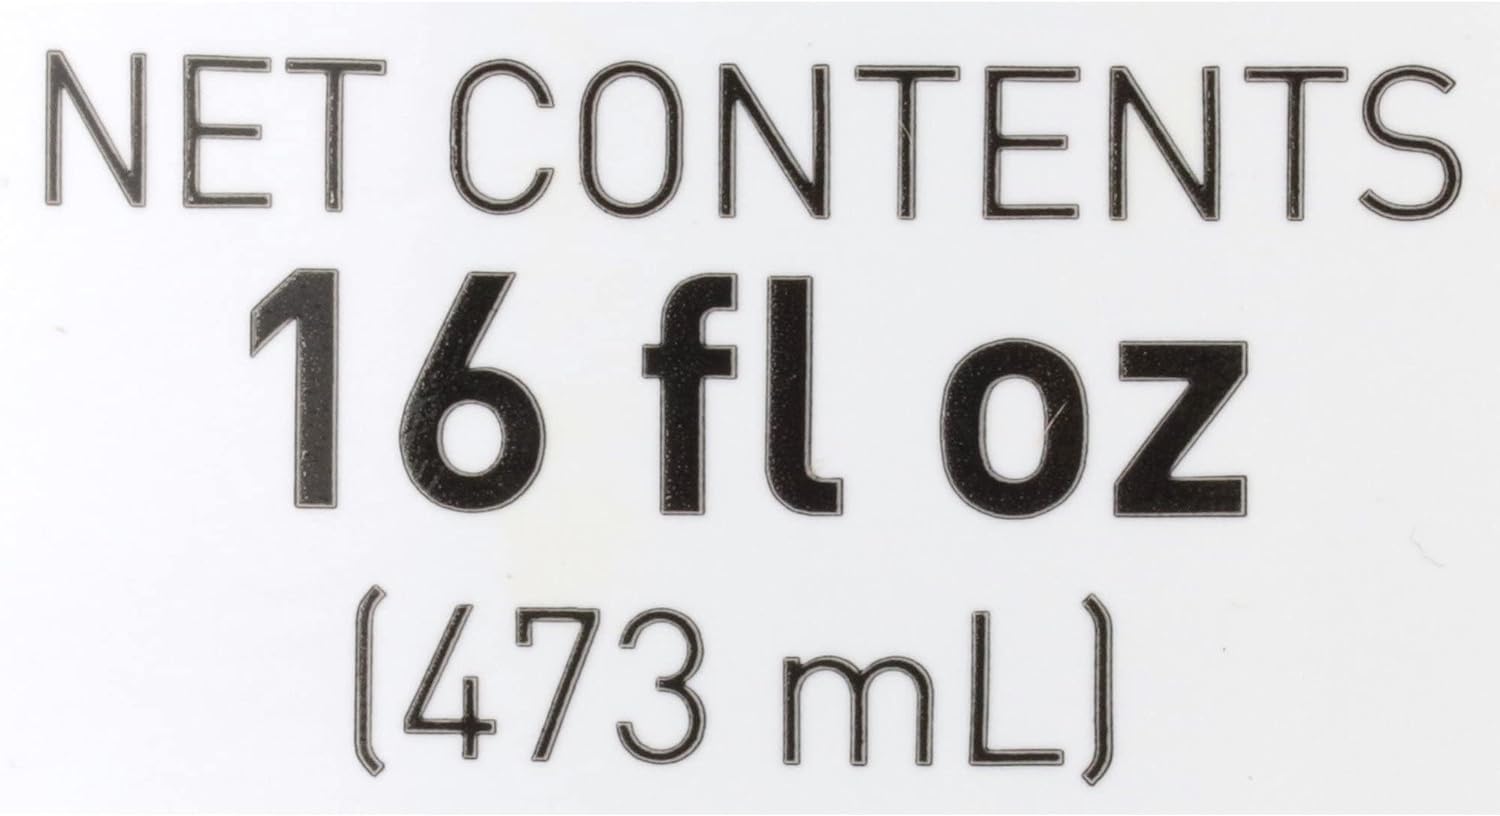 NET CONTENTS
16 fl oz
(473 mL)